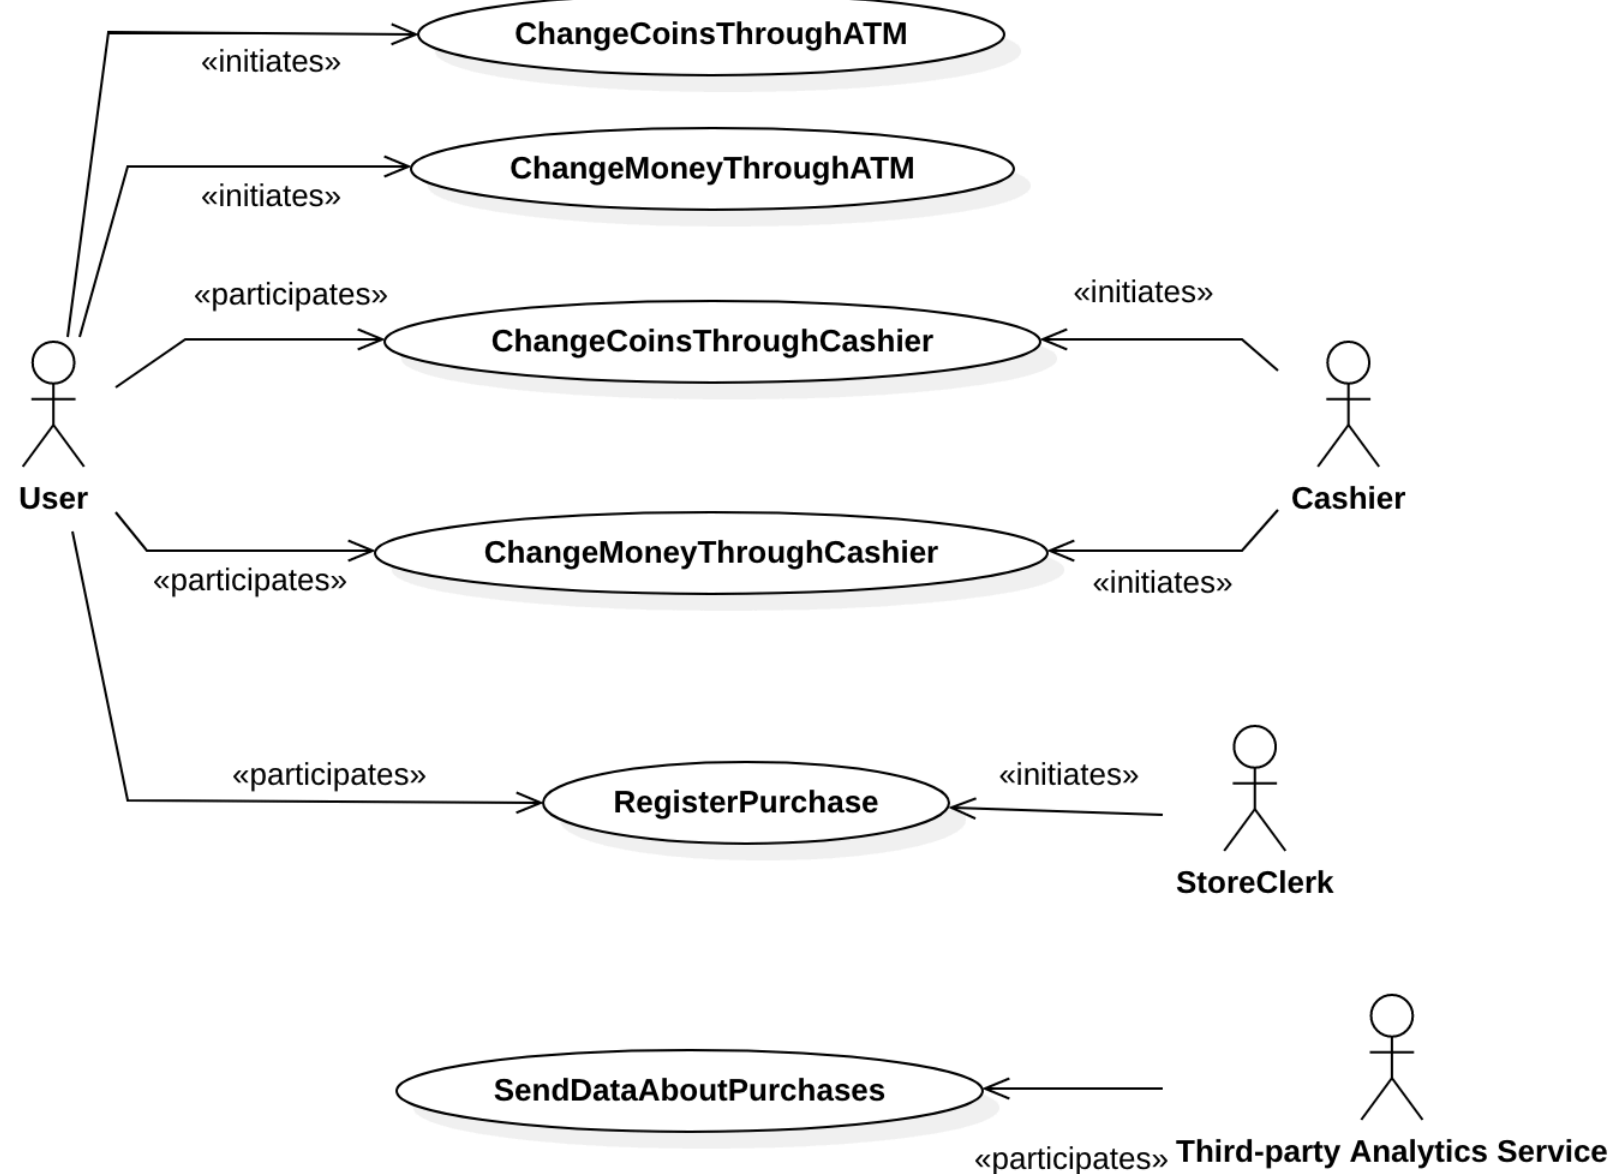 ChangeCoinsThroughATM
«initiates»
ChangeMoneyThroughATM
«initiates»
«participates»
«initiates»
ChangeCoinsThroughCashier
User
Cashier
ChangeMoneyThroughCashier
«participates»
«initiates»
«participates»
«initiates»
RegisterPurchase
StoreClerk
SendDataAboutPurchases
«participates»
Third-party Analytics Service